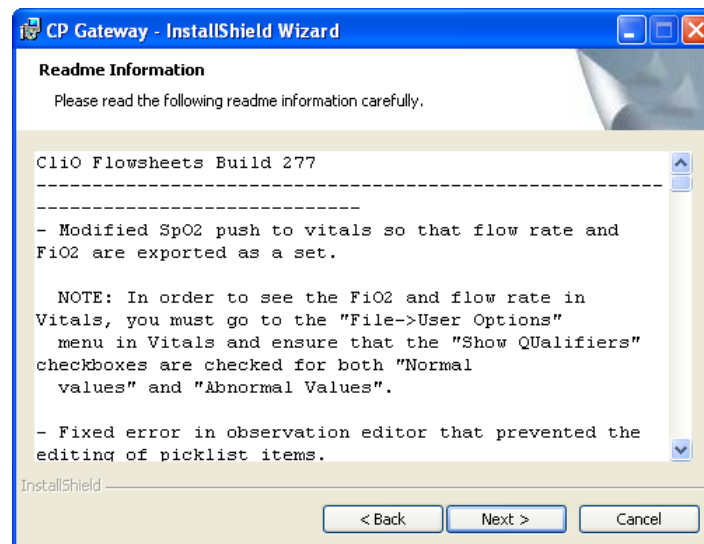 CP Gateway - InstallShield Wizard
Readme Information
Please read the following readme information carefully.
CliO Flowsheets Build 277
--------------------------------------------------------
-----------------------------
- Modified SpO2 push to vitals so that flow rate and
FiO2 are exported as a set.
NOTE: In order to see the FiO2 and flow rate in
Vitals, you must go to the "File->User Options"
menu in Vitals and ensure that the "Show QUalifiers"
checkboxes are checked for both "Normal
values" and "Abnormal Values".
- Fixed error in observation editor that prevented the
editing of picklist items.
InstallShield
< Back
Next >
Cancel